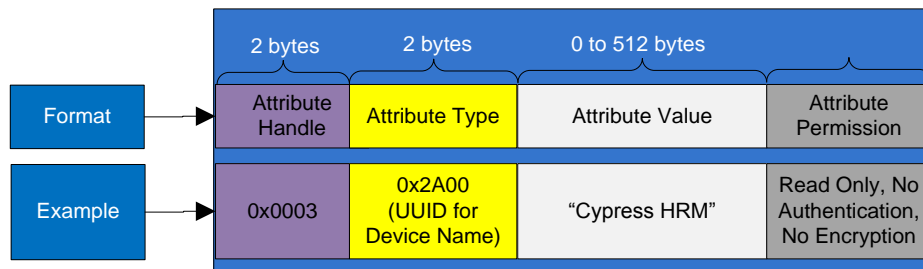 2 bytes 2 bytes 0 to 512 bytes
Format
Attribute
Handle
Attribute Type
Attribute Value
Attribute
Permission
Example
0x0003
0x2A00
(UUID for
Device Name)
“Cypress HRM”
Read Only, No
Authentication,
No Encryption